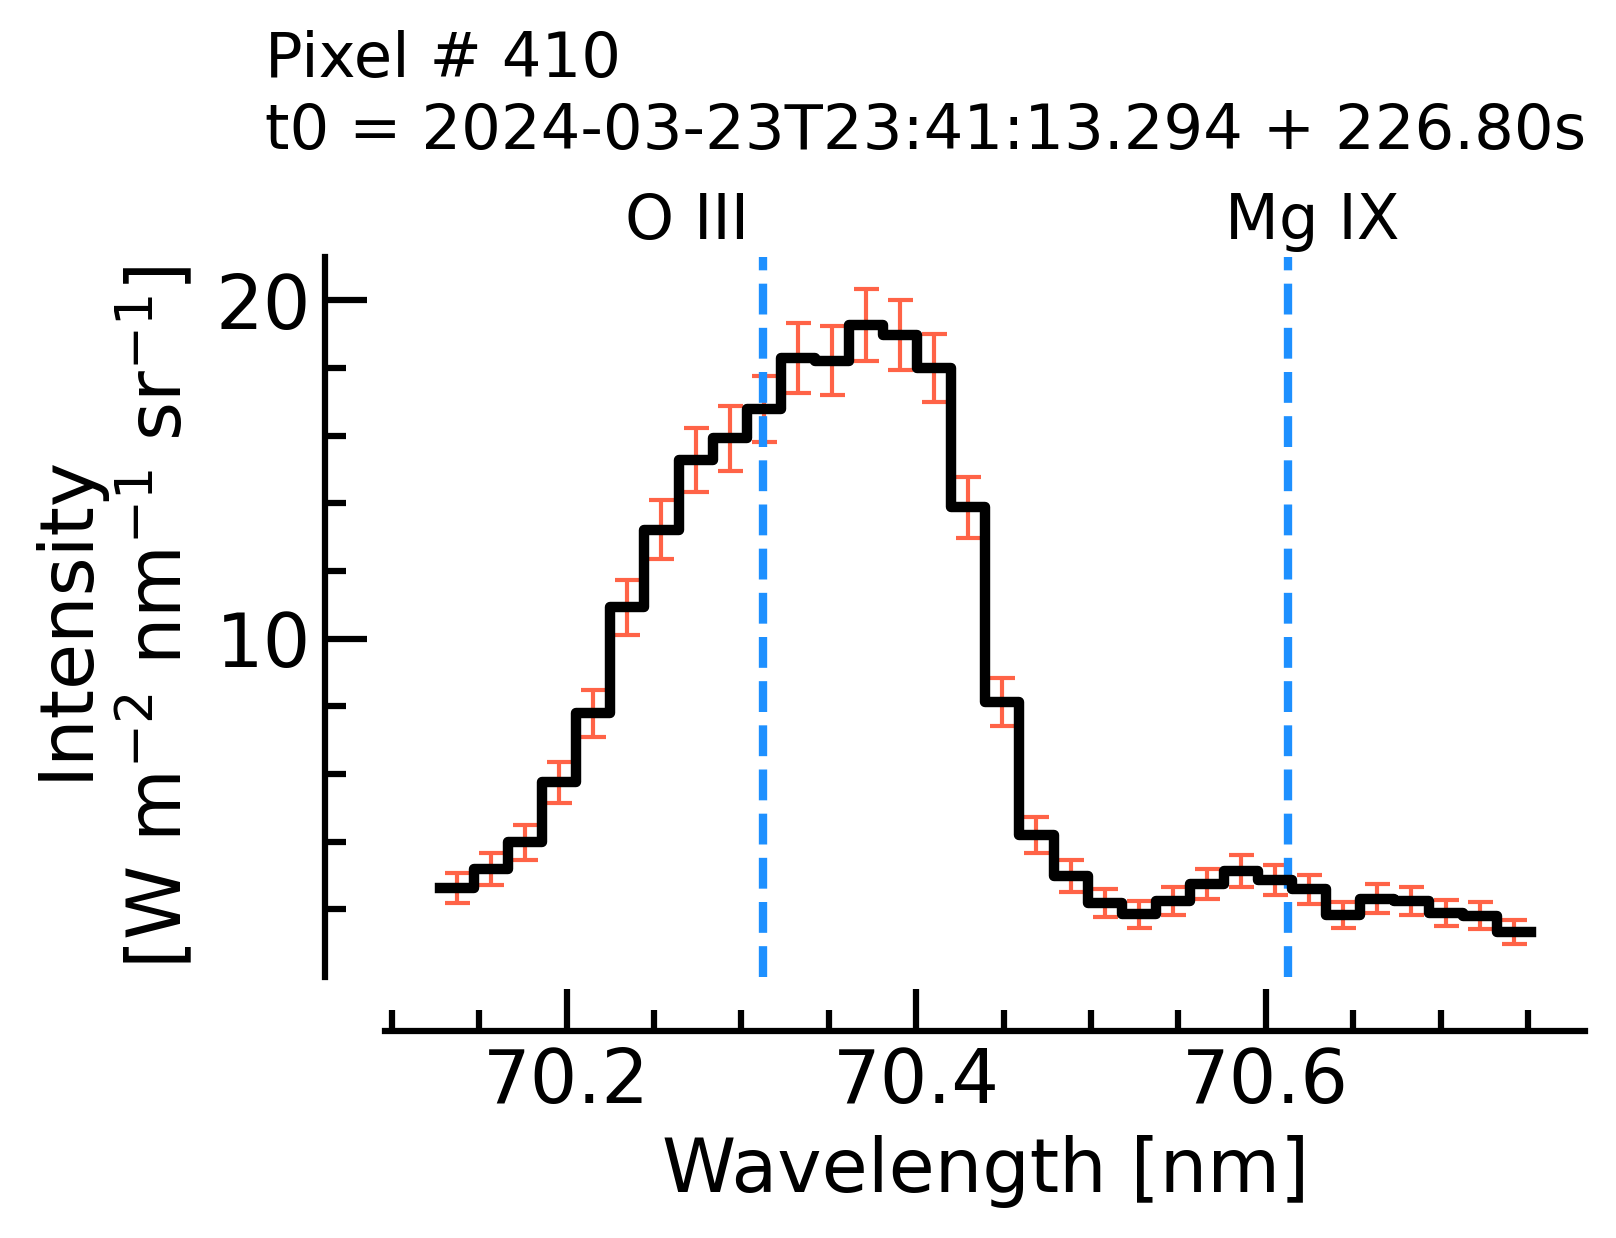 Pixel # 410
t0 = 2024-03-23T23:41:13.294 + 226.80s
O III
Mg IX
Intensity
[W m⁻² nm⁻¹ sr⁻¹]
20
10
70.2
70.4
70.6
Wavelength [nm]